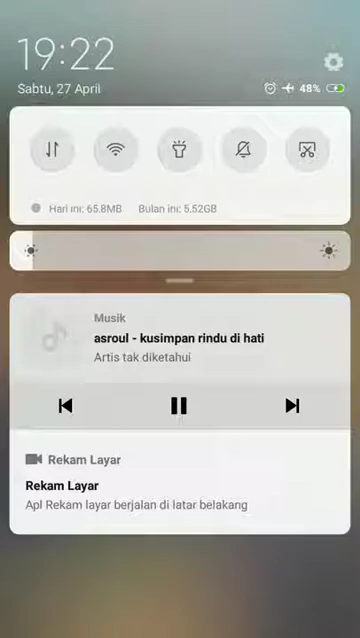 19:22
Sabtu, 27 April
48%
Hari ini: 65.8MB Bulan ini: 5.52GB
Musik
asroul - kusimpan rindu di hati
Artis tak diketahui
Rekam Layar
Rekam Layar
Apl Rekam layar berjalan di latar belakang